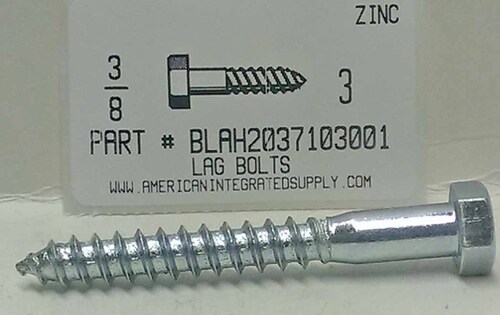 ZINC
3/8
3
PART # BLAH2037103001
LAG BOLTS
WWW.AMERICANINTEGRATEDSUPPLY.COM